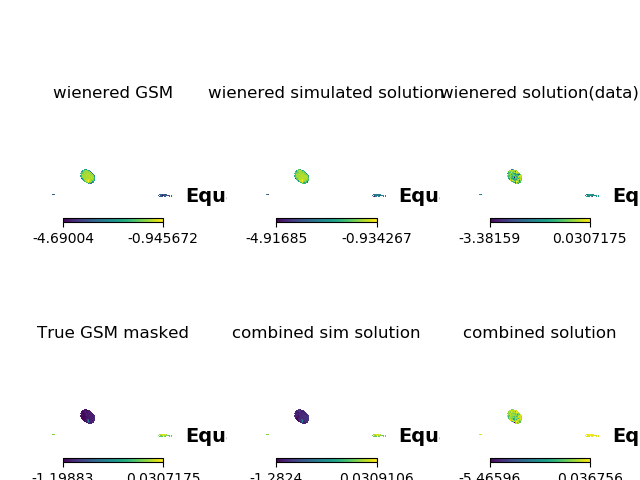 wienered GSM wienered simulated solution wienered solution(data)
Equ Equ Eq
-4.69004 -0.945672 -4.91685 -0.934267 -3.38159 0.0307175
True GSM masked combined sim solution combined solution
Equ Equ Eq
-1.19883 0.0307175 -1.2824 0.0309106 -5.46596 0.036756